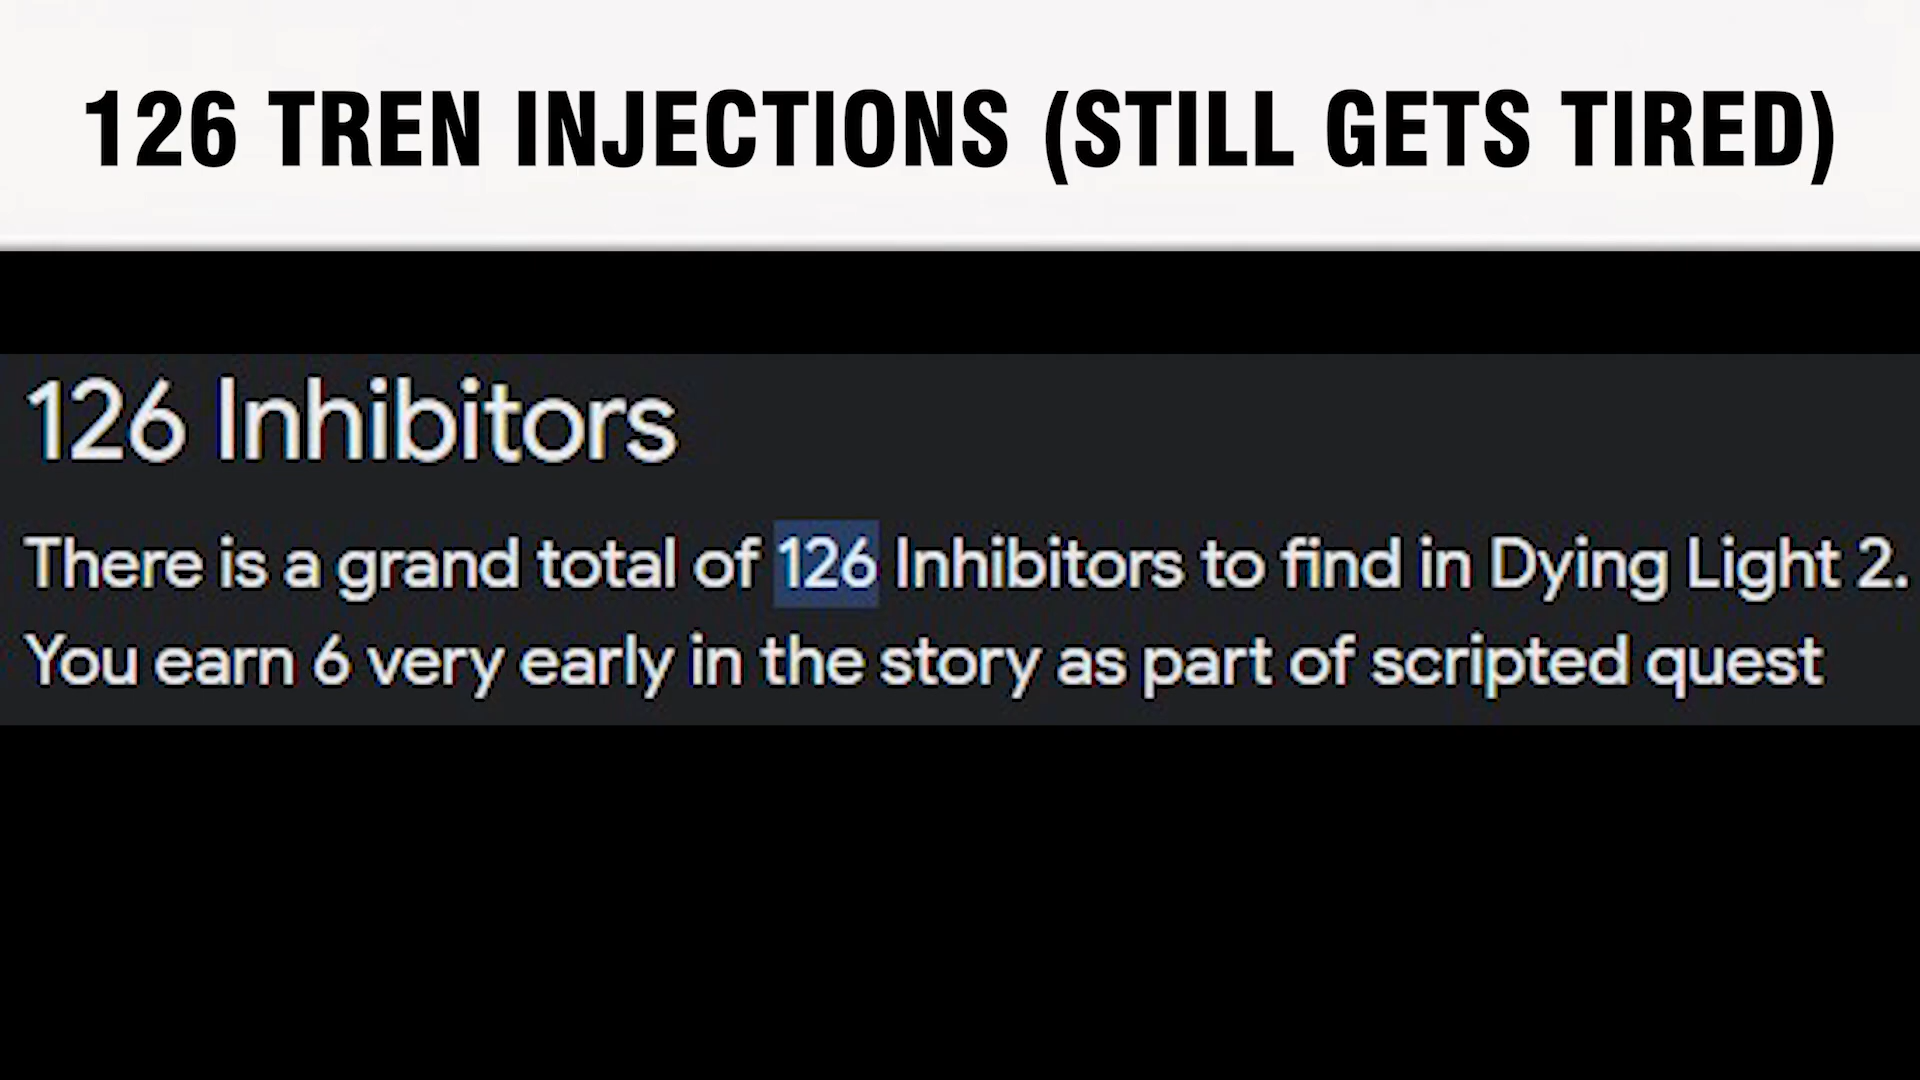 126 TREN INJECTIONS (STILL GETS TIRED)
126 Inhibitors
There is a grand total of 126 Inhibitors to find in Dying Light 2.
You earn 6 very early in the story as part of scripted quest